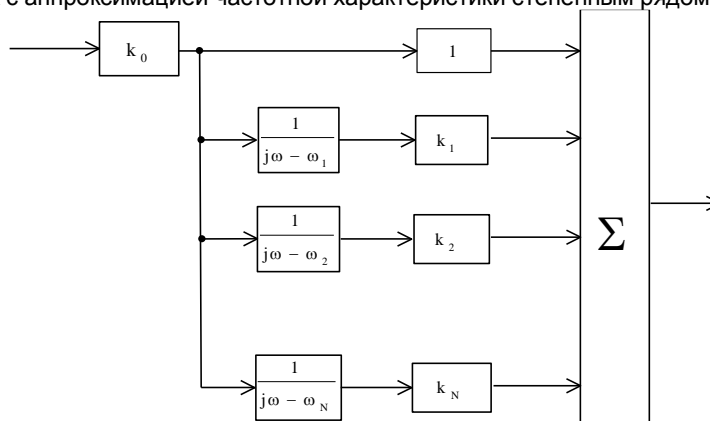 с аппроксимацией частотной характеристики степенным рядом
k 0
1
1
jω − ω 1
k 1
1
jω − ω 2
k 2
Σ
1
jω − ω N
k N